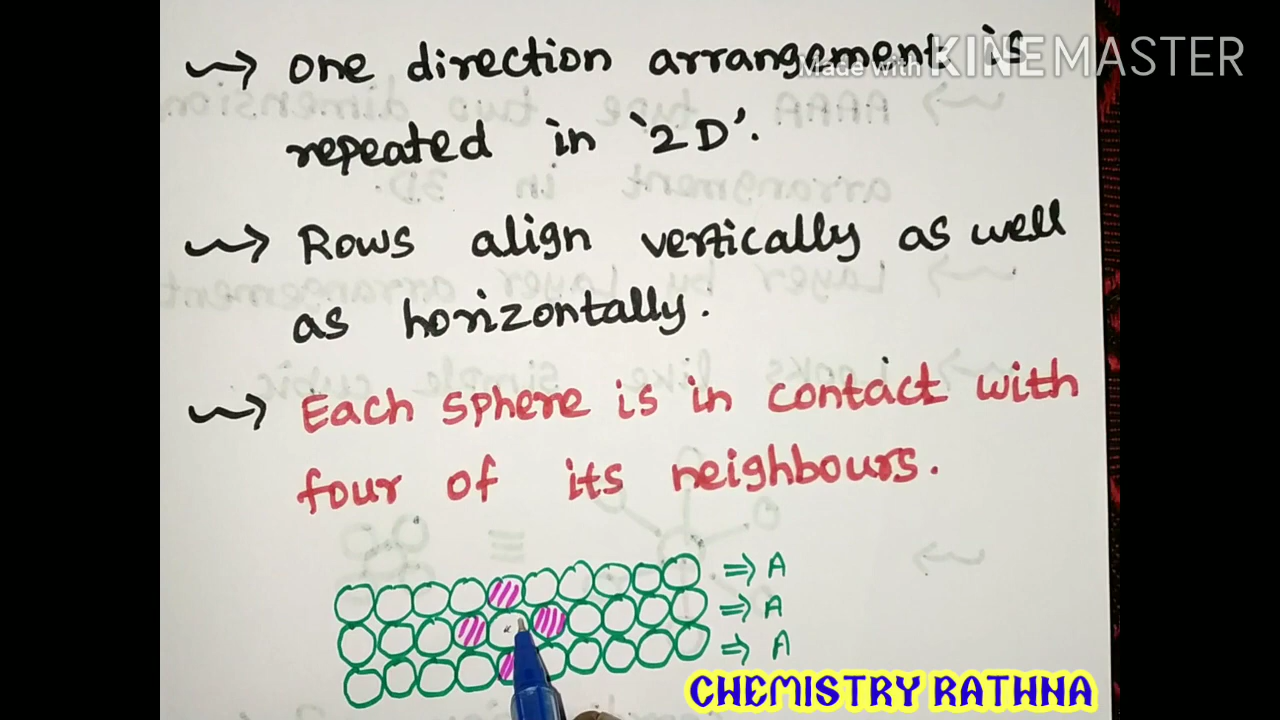 one direction arrangement is
Made with KINEMASTER
repeated in '2D'.
Rows align vertically as well
as horizontally.
Each sphere is in contact with
four of its neighbours.
⇒ A
⇒ A
⇒ A
CHEMISTRY RATHNA